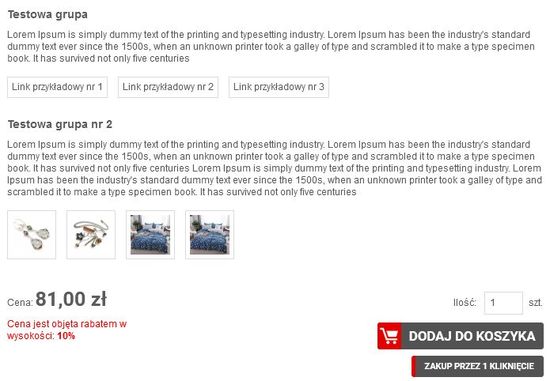 Testowa grupa
Lorem Ipsum is simply dummy text of the printing and typesetting industry. Lorem Ipsum has been the industry's standard
dummy text ever since the 1500s, when an unknown printer took a galley of type and scrambled it to make a type specimen
book. It has survived not only five centuries
Link przykładowy nr 1 Link przykładowy nr 2 Link przykładowy nr 3
Testowa grupa nr 2
Lorem Ipsum is simply dummy text of the printing and typesetting industry. Lorem Ipsum has been the industry's standard
dummy text ever since the 1500s, when an unknown printer took a galley of type and scrambled it to make a type specimen
book. It has survived not only five centuries Lorem Ipsum is simply dummy text of the printing and typesetting industry. Lorem
Ipsum has been the industry's standard dummy text ever since the 1500s, when an unknown printer took a galley of type and
scrambled it to make a type specimen book. It has survived not only five centuries
Cena: 81,00 zł
Ilość: 1 szt.
Cena jest objęta rabatem w
wysokości: 10%
DODAJ DO KOSZYKA
ZAKUP PRZEZ 1 KLIKNIĘCIE